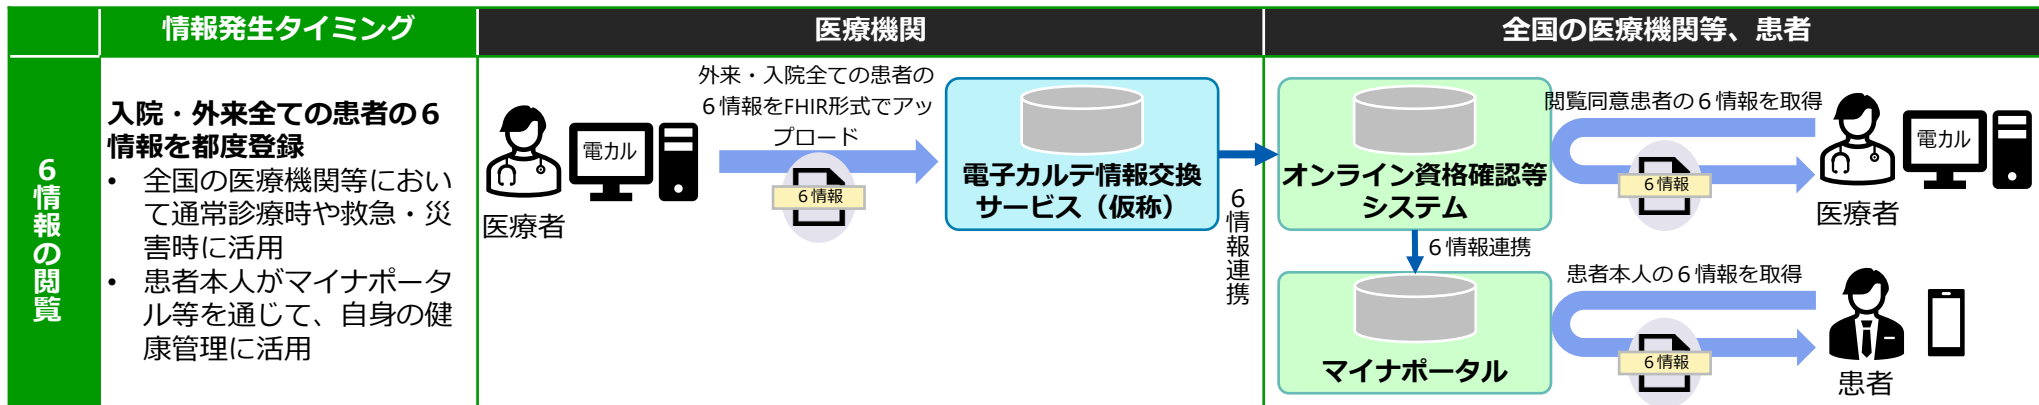 情報発生タイミング
医療機関
全国の医療機関等、患者
6情報の閲覧
入院・外来全ての患者の6
情報を都度登録
• 全国の医療機関等におい
て通常診療時や救急・災
害時に活用
• 患者本人がマイナポータ
ル等を通じて、自身の健
康管理に活用
医療者
電カル
外来・入院全ての患者の
6情報をFHIR形式でアッ
プロード
6情報
電子カルテ情報交換
サービス（仮称）
6情報連携
オンライン資格確認等
システム
6情報連携
マイナポータル
閲覧同意患者の6情報を取得
6情報
医療者
電カル
患者本人の6情報を取得
6情報
患者